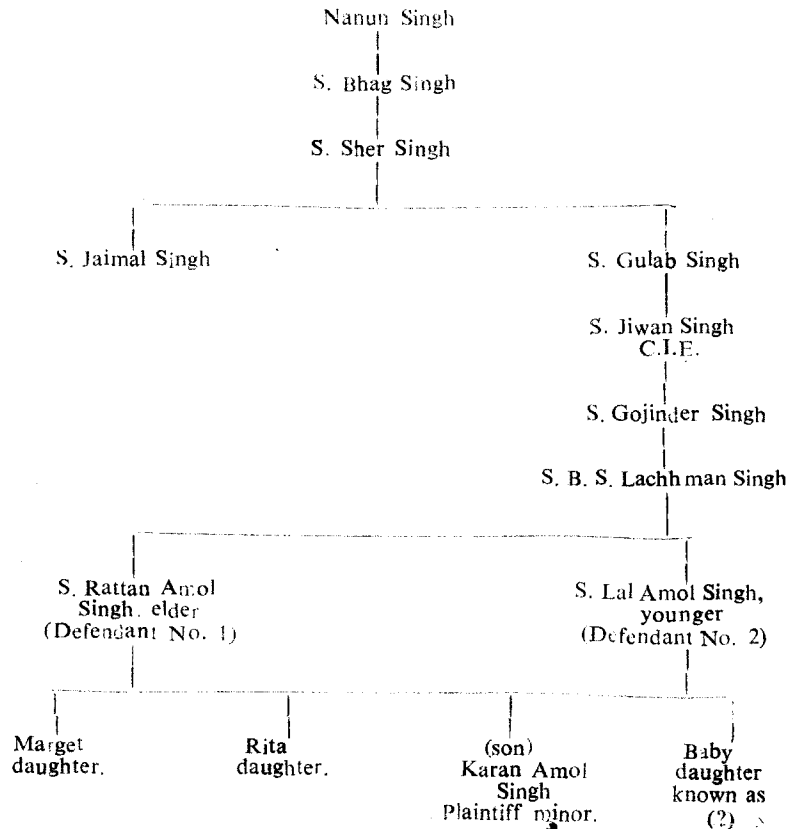 Nanun Singh
S. Bhag Singh
S. Sher Singh
S. Jaimal Singh
S. Gulab Singh
S. Jiwan Singh
C.I.E.
S. Gojinder Singh
S. B. S. Lachhman Singh
S. Rattan Amol
Singh, elder
(Defendant No. 1)
S. Lal Amol Singh,
younger
(Defendant No. 2)
Marget
daughter.
Rita
daughter.
(son)
Karan Amol
Singh
Plaintiff minor.
Baby
daughter
known as
(?)